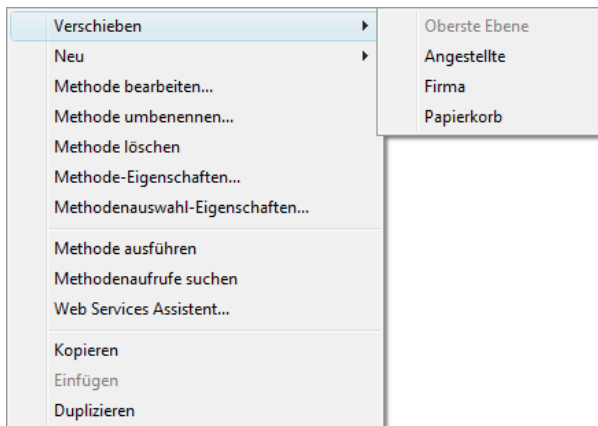 Verschieben
Neu
Methode bearbeiten...
Methode umbenennen...
Methode löschen
Methode-Eigenschaften...
Methodenauswahl-Eigenschaften...
Methode ausführen
Methodenaufrufe suchen
Web Services Assistent...
Kopieren
Einfügen
Duplizieren
Oberste Ebene
Angestellte
Firma
Papierkorb